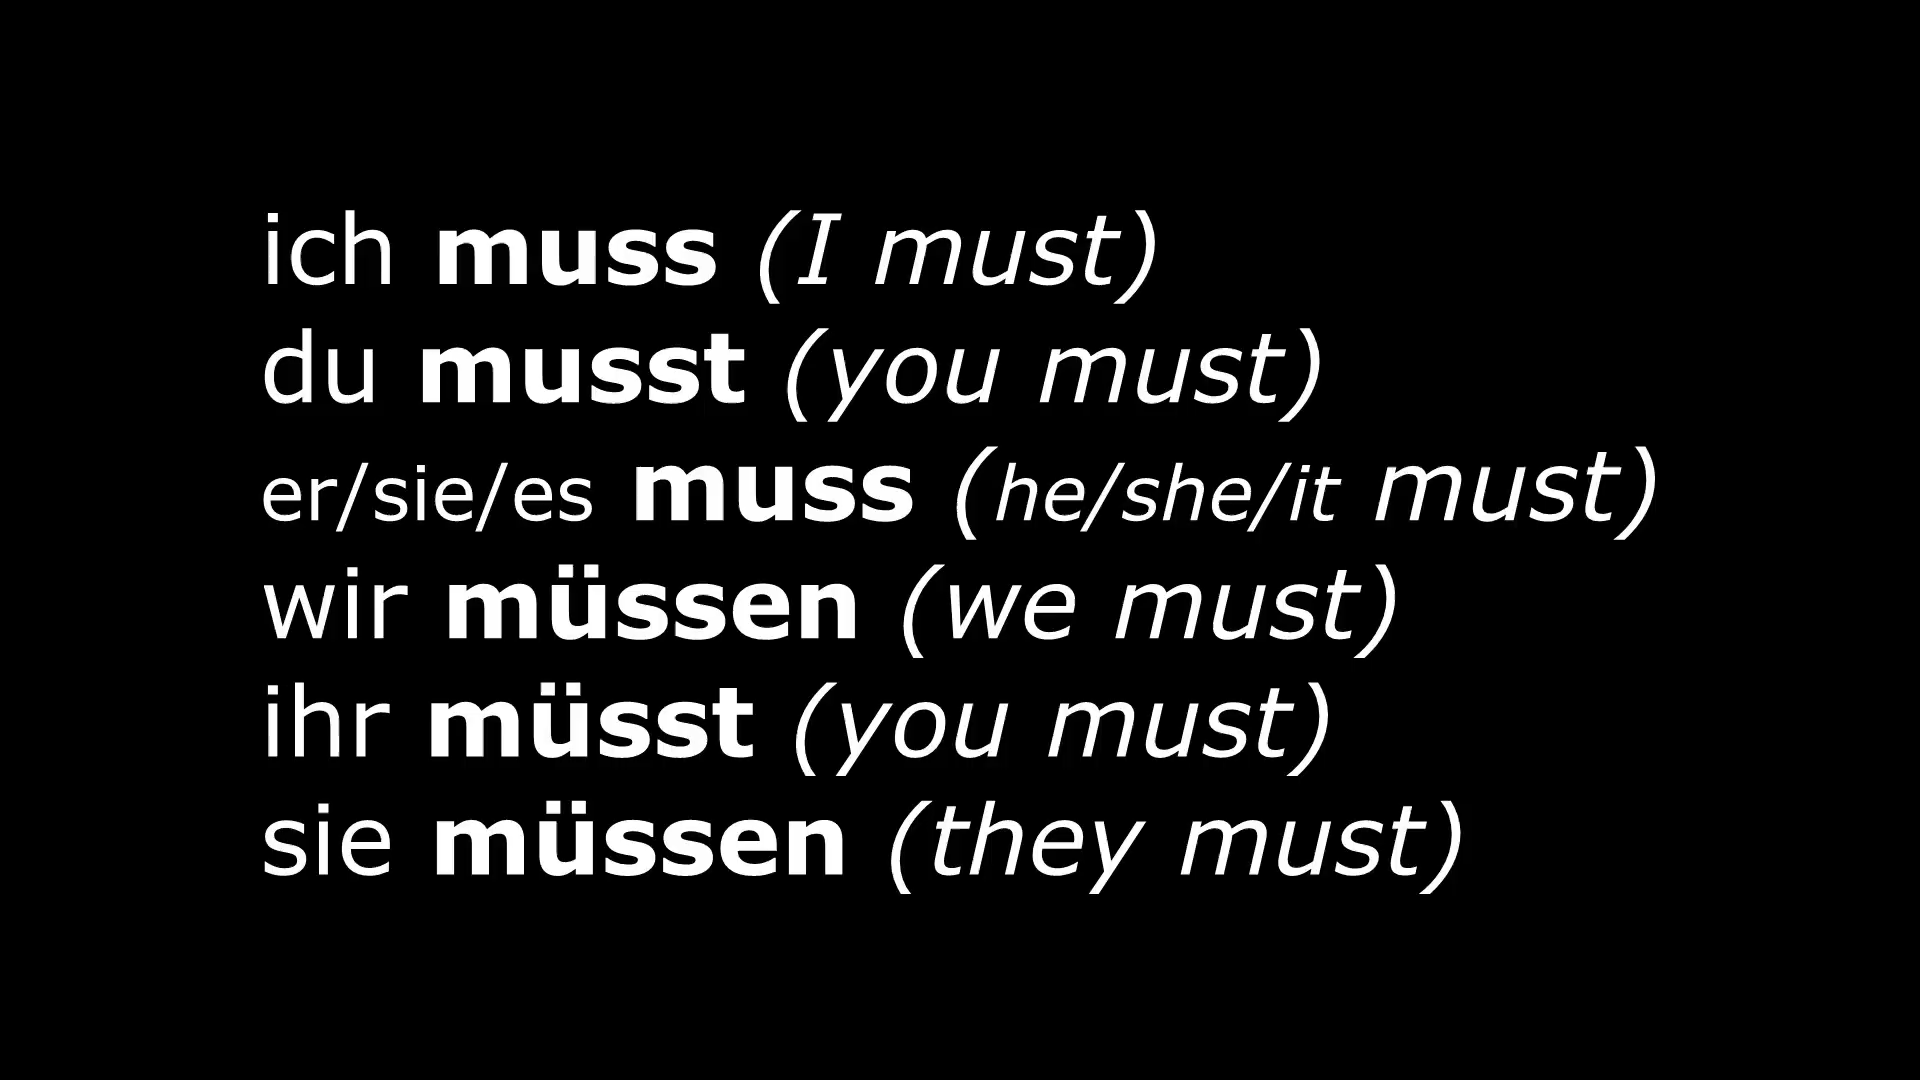 ich muss (I must)
du musst (you must)
er/sie/es muss (he/she/it must)
wir müssen (we must)
ihr müsst (you must)
sie müssen (they must)